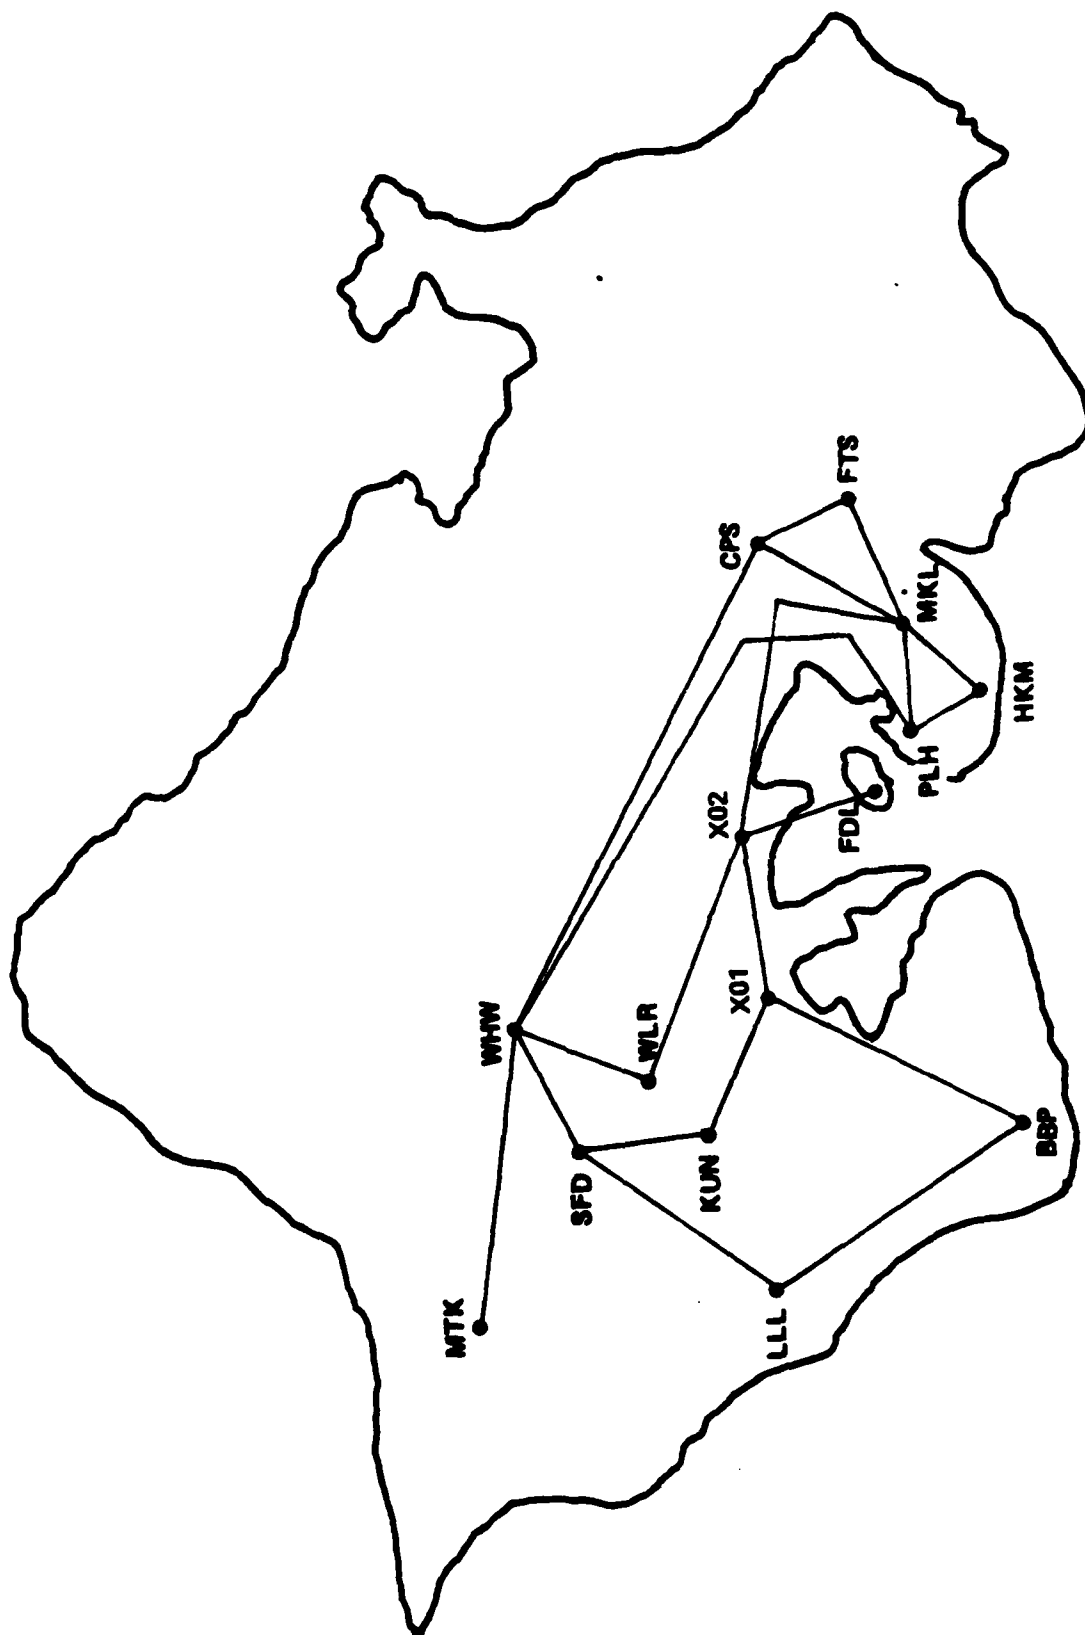 MTK
WHW
SFD
WLR
KUN
LLL
X01
X02
BBP
FDL
PLH
CPS
FTS
MKL
HKM